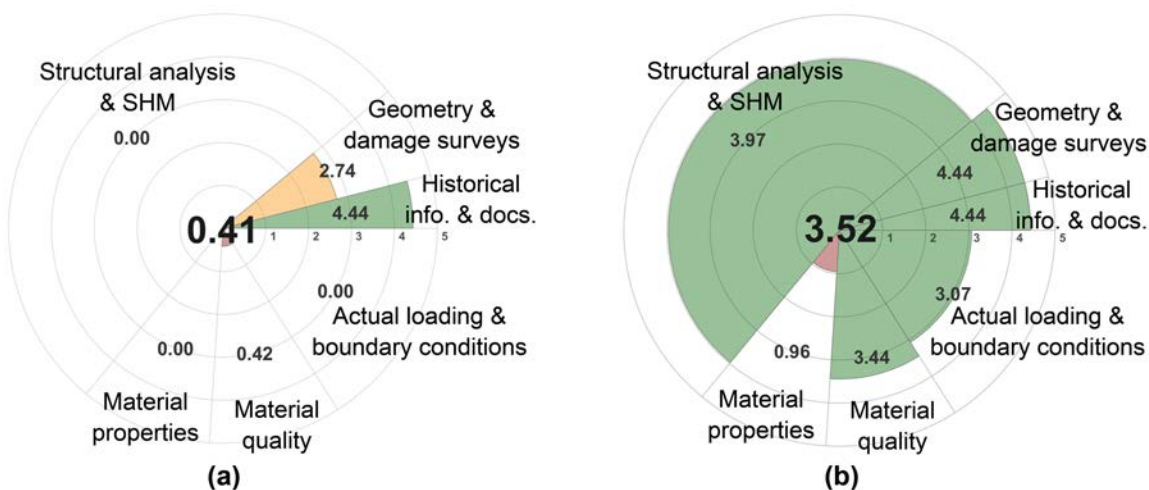 Structural analysis
& SHM
0.00
Geometry &
damage surveys
2.74
Historical
info. & docs.
4.44
0.41
1 2 3 4 5
0.00
Actual loading &
boundary conditions
0.42
Material
quality
0.00
Material
properties
(a)
Structural analysis
& SHM
3.97
Geometry &
damage surveys
4.44
Historical
info. & docs.
4.44
3.52
1 2 3 4 5
3.07
Actual loading &
boundary conditions
3.44
Material
quality
0.96
Material
properties
(b)